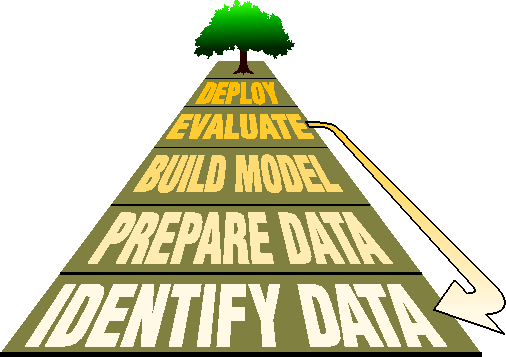 DEPLOY
EVALUATE
BUILD MODEL
PREPARE DATA
IDENTIFY DATA